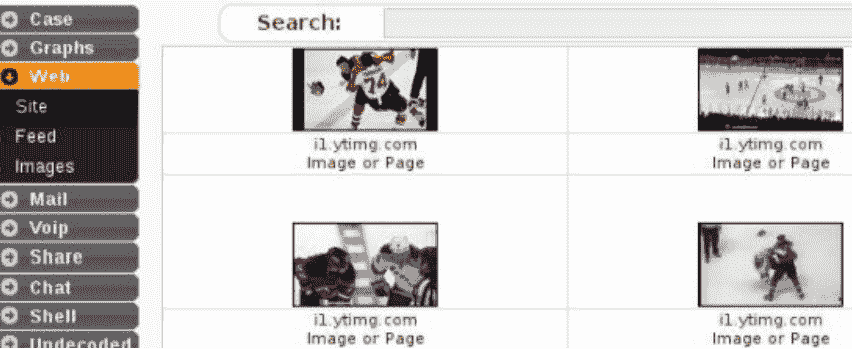 Case
Graphs
Web
Site
Feed
Images
Mail
Voip
Share
Chat
Shell
Undecoded
Search:
74
i1.ytimg.com
Image or Page
i1.ytimg.com
Image or Page
i1.ytimg.com
Image or Page
i1.ytimg.com
Image or Page